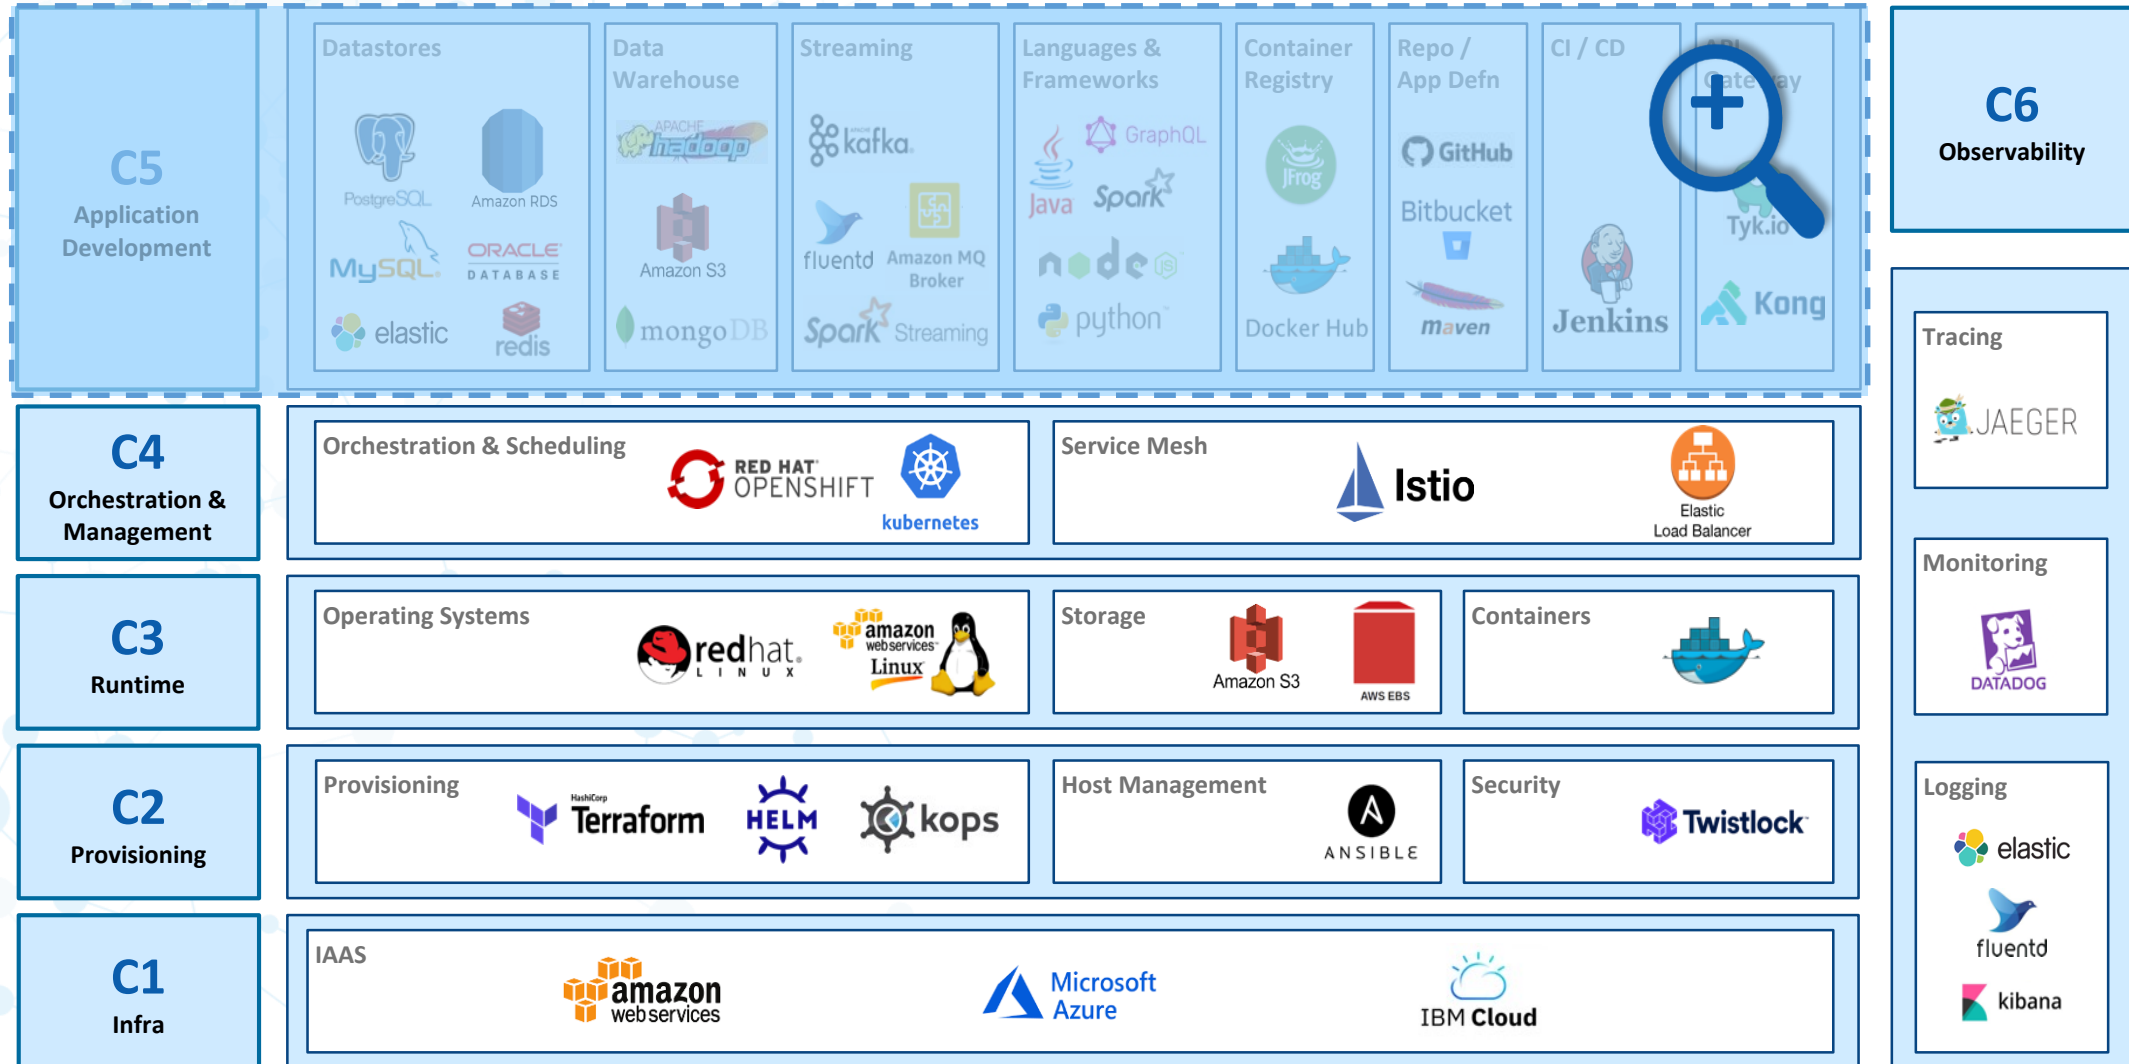 C5
Application
Development
Datastores
PostgreSQL
Amazon RDS
MySQL
ORACLE
DATABASE
elastic
redis
Data
Warehouse
APACHE
hadoop
Amazon S3
mongoDB
Streaming
kafka
fluentd
Amazon MQ
Broker
Spark Streaming
Languages &
Frameworks
Java
GraphQL
Spark
node
JS
python
Container
Registry
JFrog
Docker Hub
Repo /
App Defn
GitHub
Bitbucket
maven
CI / CD
Jenkins
API
Gateway
Tyk.io
Kong
C6
Observability
Tracing
JAEGER
Monitoring
DATADOG
Logging
elastic
fluentd
kibana
C4
Orchestration &
Management
Orchestration & Scheduling
RED HAT
OPENSHIFT
kubernetes
Service Mesh
Istio
Elastic
Load Balancer
C3
Runtime
Operating Systems
redhat.
LINUX
amazon
webservices
Linux
Storage
Amazon S3
AWS EBS
Containers
C2
Provisioning
Provisioning
HashiCorp
Terraform
HELM
kops
Host Management
A
ANSIBLE
Security
Twistlock
C1
Infra
IAAS
amazon
webservices
Microsoft
Azure
IBM Cloud